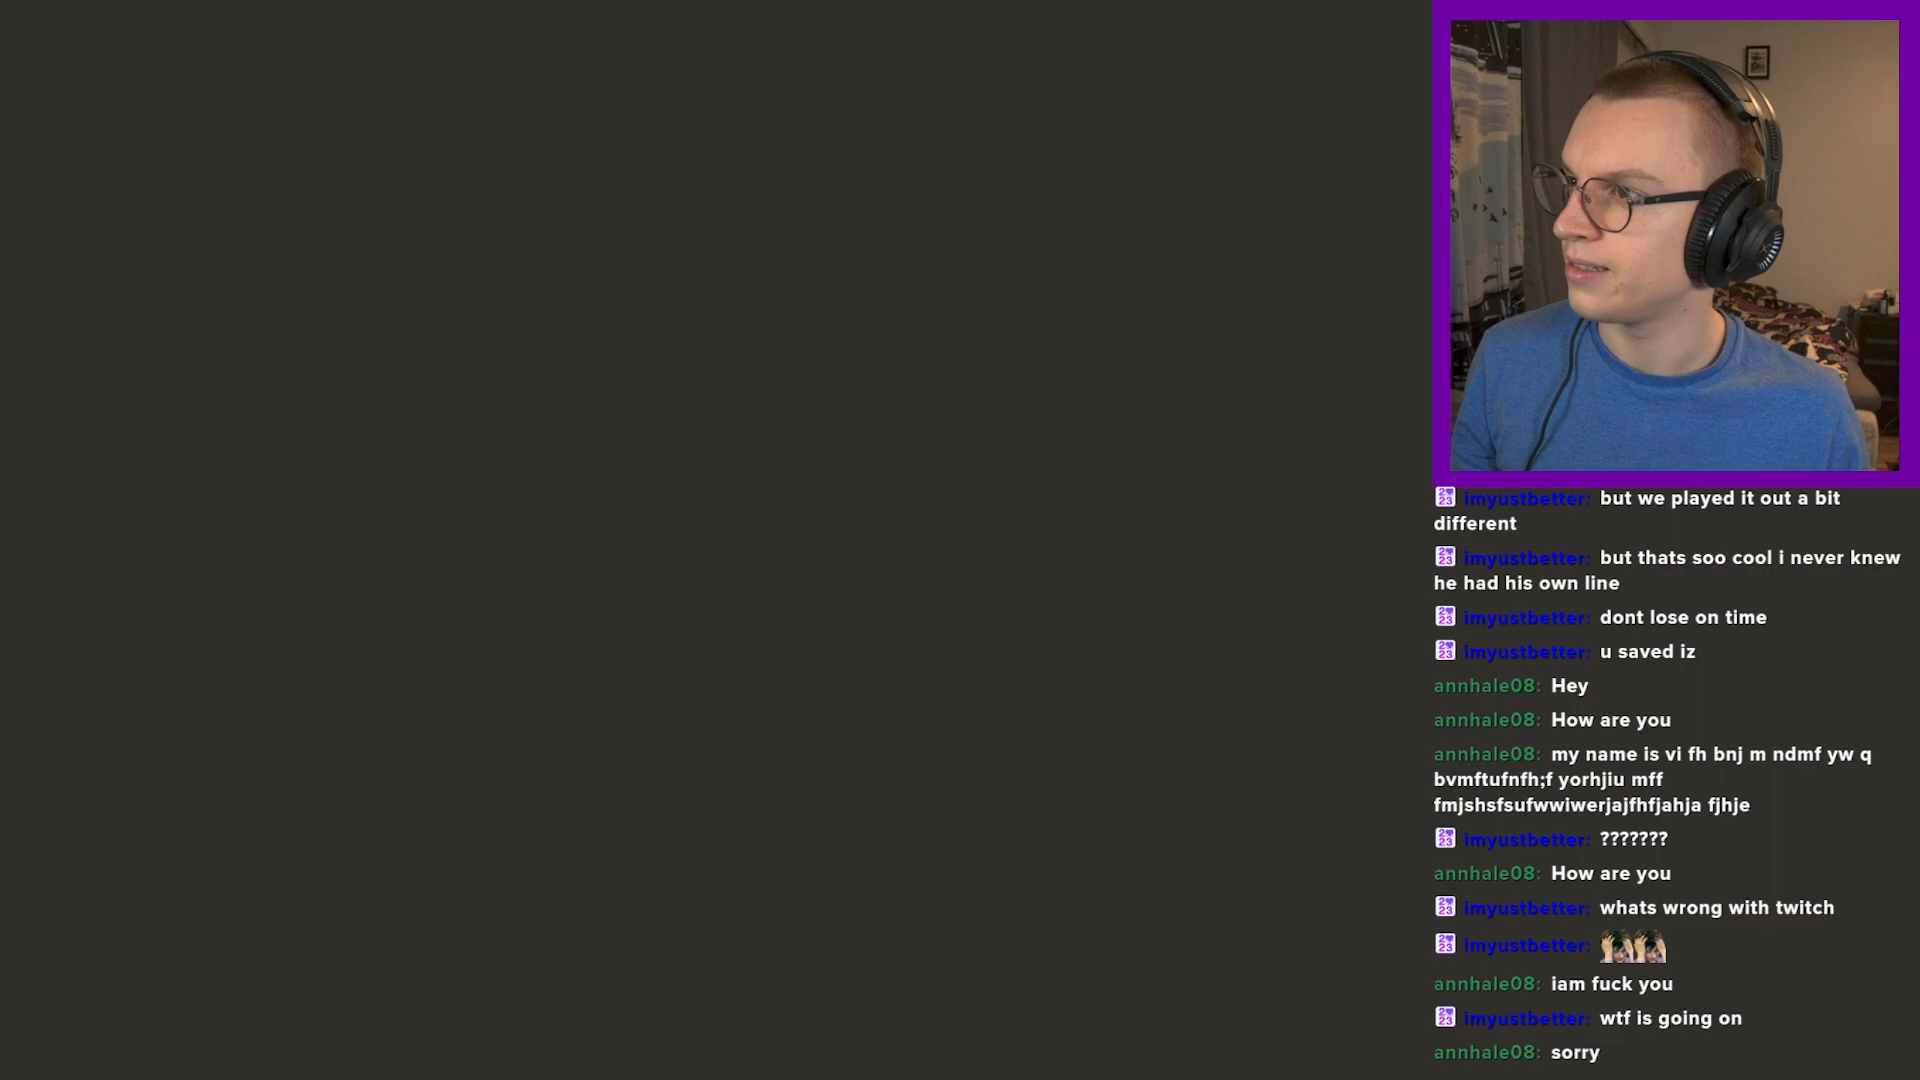 imyustbetter: but we played it out a bit
different
imyustbetter: but thats soo cool i never knew
he had his own line
imyustbetter: dont lose on time
imyustbetter: u saved iz
annhale08: Hey
annhale08: How are you
annhale08: my name is vi fh bnj m ndmf yw q
bvmftufnfh;f yorhjiu mff
fmjshsfsufwwiwerjajfhfjahja fjhje
imyustbetter: ???????
annhale08: How are you
imyustbetter: whats wrong with twitch
imyustbetter:
annhale08: iam fuck you
imyustbetter: wtf is going on
annhale08: sorry